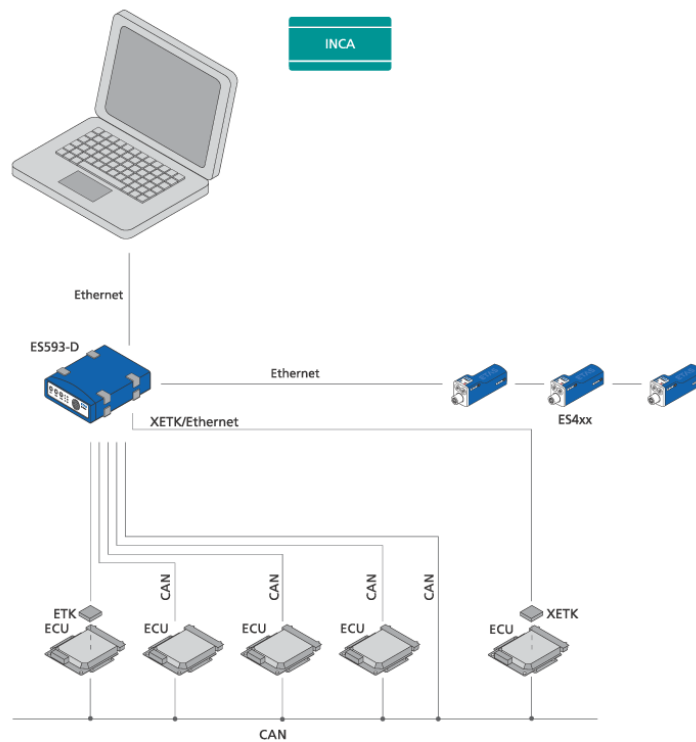 INCA
Ethernet
ES593-D
Ethernet
ES4xx
XETK/Ethernet
CAN
CAN
CAN
CAN
ETK
XETK
ECU
ECU
ECU
ECU
ECU
CAN